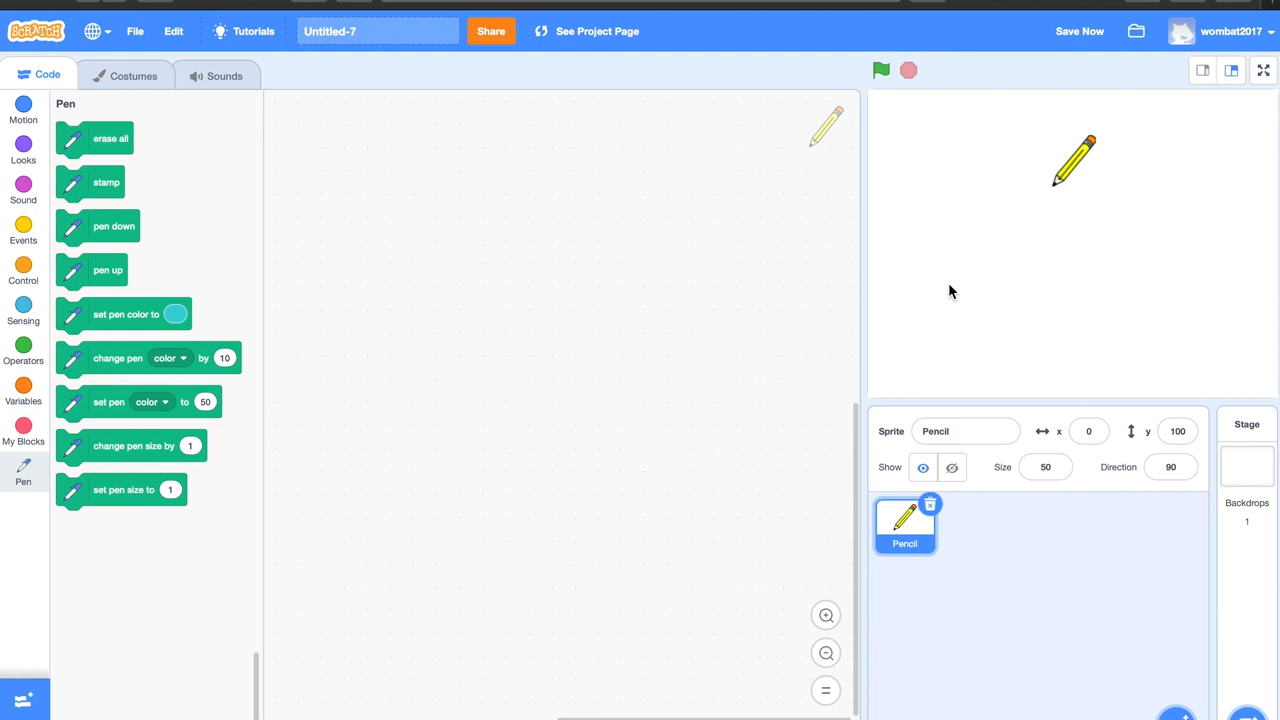 SCRATCH File Edit Tutorials Untitled-7 Share See Project Page Save Now wombat2017
Code Costumes Sounds
Motion
Looks
Sound
Events
Control
Sensing
Operators
Variables
My Blocks
Pen
Pen
erase all
stamp
pen down
pen up
set pen color to
change pen color by 10
set pen color to 50
change pen size by 1
set pen size to 1
Sprite Pencil x 0 y 100
Show Size 50 Direction 90
Pencil
Stage
Backdrops
1